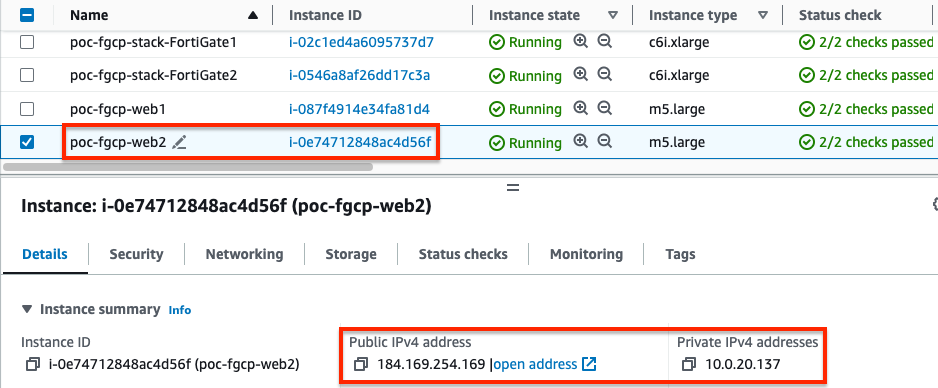 Name Instance ID Instance state Instance type Status check
poc-fgcp-stack-FortiGate1 i-02c1ed4a6095737d7 Running c6i.xlarge 2/2 checks passed
poc-fgcp-stack-FortiGate2 i-0546a8af26dd17c3a Running c6i.xlarge 2/2 checks passed
poc-fgcp-web1 i-087f4914e34fa81d4 Running m5.large 2/2 checks passed
poc-fgcp-web2 i-0e74712848ac4d56f Running m5.large 2/2 checks passed
Instance: i-0e74712848ac4d56f (poc-fgcp-web2)
Details Security Networking Storage Status checks Monitoring Tags
Instance summary Info
Instance ID Public IPv4 address Private IPv4 addresses
i-0e74712848ac4d56f (poc-fgcp-web2) 184.169.254.169 |open address 10.0.20.137